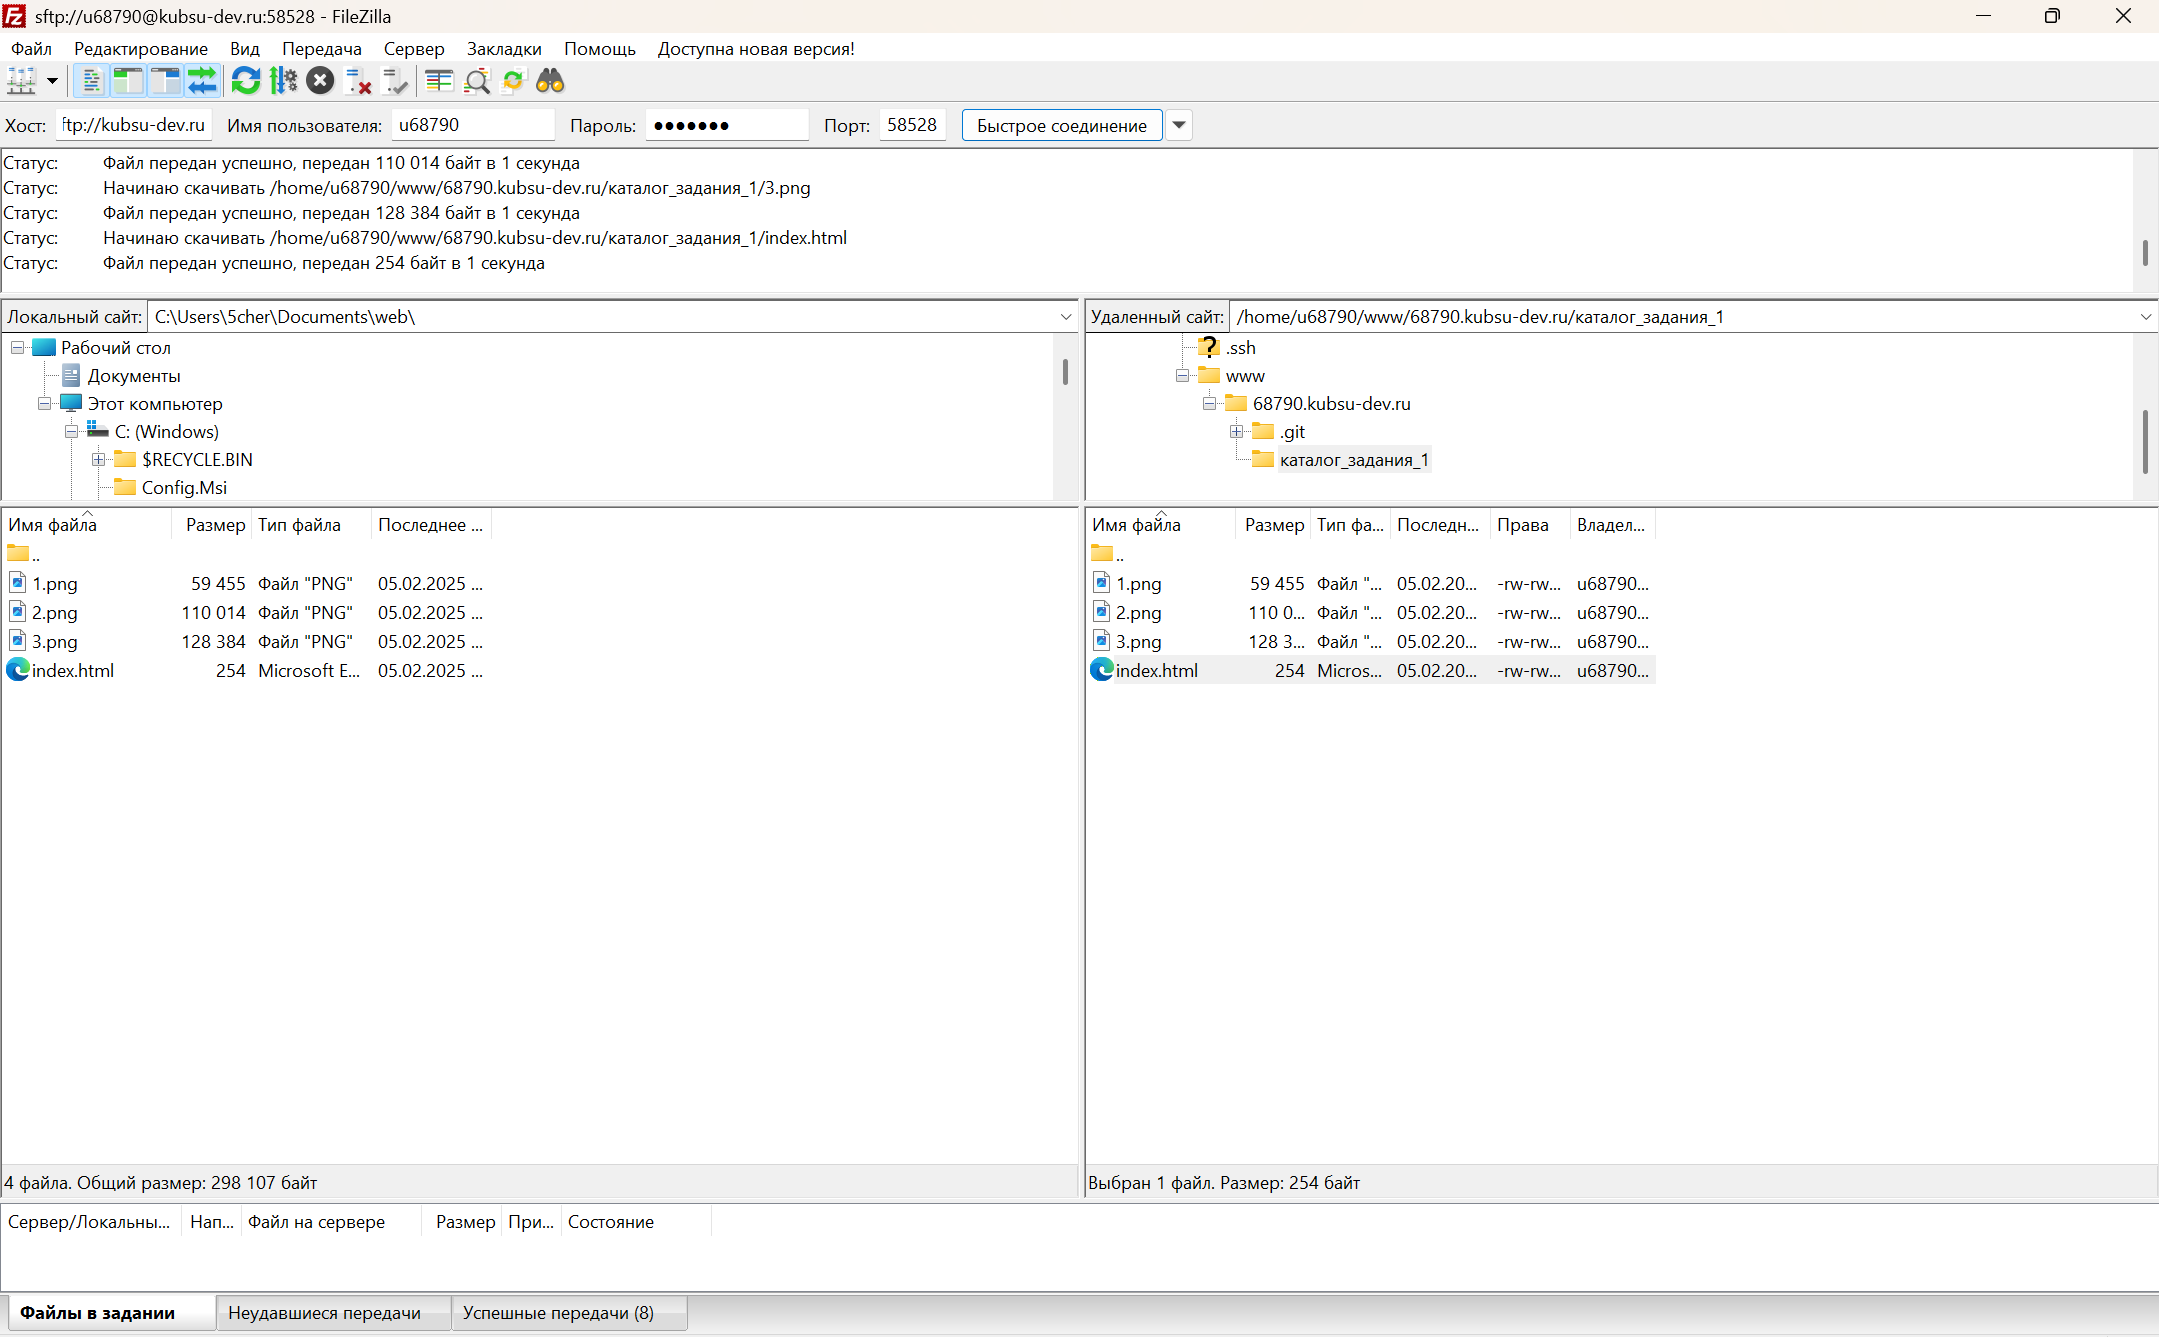 sftp://u68790@kubsu-dev.ru:58528 - FileZilla
Файл Редактирование Вид Передача Сервер Закладки Помощь Доступна новая версия!
Хост: ftp://kubsu-dev.ru Имя пользователя: u68790 Пароль: ●●●●●●● Порт: 58528 Быстрое соединение
Статус: Файл передан успешно, передан 110 014 байт в 1 секунда
Статус: Начинаю скачивать /home/u68790/www/68790.kubsu-dev.ru/каталог_задания_1/3.png
Статус: Файл передан успешно, передан 128 384 байт в 1 секунда
Статус: Начинаю скачивать /home/u68790/www/68790.kubsu-dev.ru/каталог_задания_1/index.html
Статус: Файл передан успешно, передан 254 байт в 1 секунда
Локальный сайт: C:\Users\5cher\Documents\web\
Рабочий стол
Документы
Этот компьютер
C: (Windows)
$RECYCLE.BIN
Config.Msi
Имя файла Размер Тип файла Последнее ...
..
1.png 59 455 Файл "PNG" 05.02.2025 ...
2.png 110 014 Файл "PNG" 05.02.2025 ...
3.png 128 384 Файл "PNG" 05.02.2025 ...
index.html 254 Microsoft E... 05.02.2025 ...
4 файла. Общий размер: 298 107 байт
Удаленный сайт: /home/u68790/www/68790.kubsu-dev.ru/каталог_задания_1
.ssh
www
68790.kubsu-dev.ru
.git
каталог_задания_1
Имя файла Размер Тип фа... Последн... Права Владел...
..
1.png 59 455 Файл "... 05.02.20... -rw-rw... u68790...
2.png 110 0... Файл "... 05.02.20... -rw-rw... u68790...
3.png 128 3... Файл "... 05.02.20... -rw-rw... u68790...
index.html 254 Micros... 05.02.20... -rw-rw... u68790...
Выбран 1 файл. Размер: 254 байт
Сервер/Локальны... Нап... Файл на сервере Размер При... Состояние
Файлы в задании Неудавшиеся передачи Успешные передачи (8)